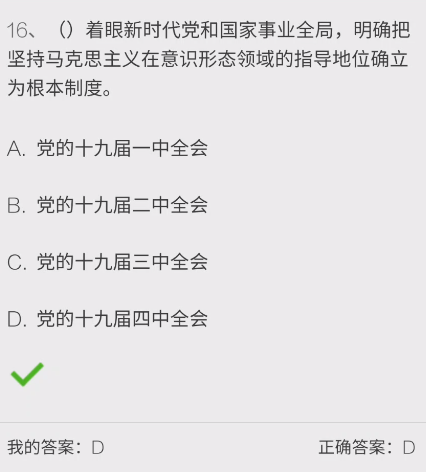 16、（）着眼新时代党和国家事业全局，明确把
坚持马克思主义在意识形态领域的指导地位确立
为根本制度。
A. 党的十九届一中全会
B. 党的十九届二中全会
C. 党的十九届三中全会
D. 党的十九届四中全会
我的答案：D
正确答案：D